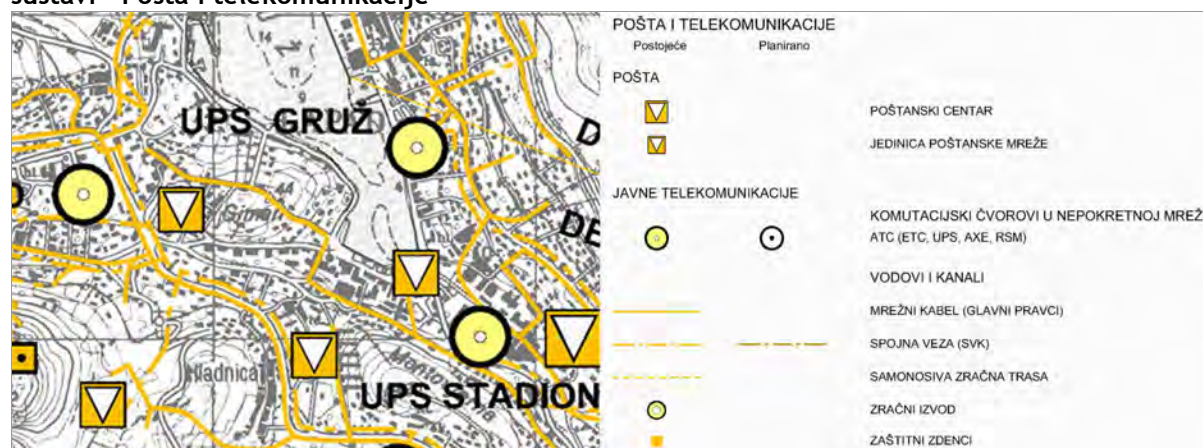 sustavi - Pošta i telekomunikacije
UPS GRUŽ
44
Hladnica
UPS STADION
POŠTA I TELEKOMUNIKACIJE
Postojeće Planirano
POŠTA
POŠTANSKI CENTAR
JEDINICA POŠTANSKE MREŽE
JAVNE TELEKOMUNIKACIJE
KOMUTACIJSKI ČVOROVI U NEPOKRETNOJ MREŽ
ATC (ETC, UPS, AXE, RSM)
VODOVI I KANALI
MREŽNI KABEL (GLAVNI PRAVCI)
SPOJNA VEZA (SVK)
SAMONOSIVA ZRAČNA TRASA
ZRAČNI IZVOD
ZAŠTITNI ZDENCI